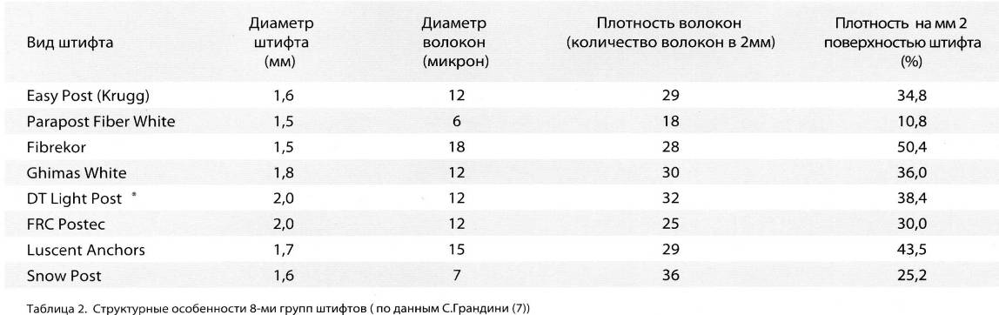 Вид штифта Диаметр штифта (мм) Диаметр волокон (микрон) Плотность волокон (количество волокон в 2мм) Плотность на мм 2 поверхностью штифта (%)
Easy Post (Krugg) 1,6 12 29 34,8
Parapost Fiber White 1,5 6 18 10,8
Fibrekor 1,5 18 28 50,4
Ghimas White 1,8 12 30 36,0
DT Light Post * 2,0 12 32 38,4
FRC Postec 2,0 12 25 30,0
Luscent Anchors 1,7 15 29 43,5
Snow Post 1,6 7 36 25,2
Таблица 2. Структурные особенности 8-ми групп штифтов ( по данным С.Грандини (7))